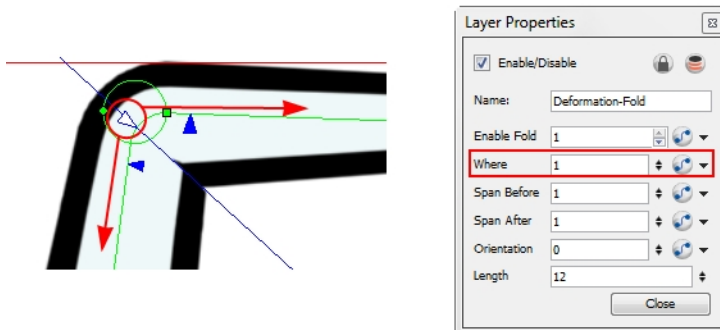 Layer Properties
Enable/Disable
Name: Deformation-Fold
Enable Fold 1
Where 1
Span Before 1
Span After 1
Orientation 0
Length 12
Close